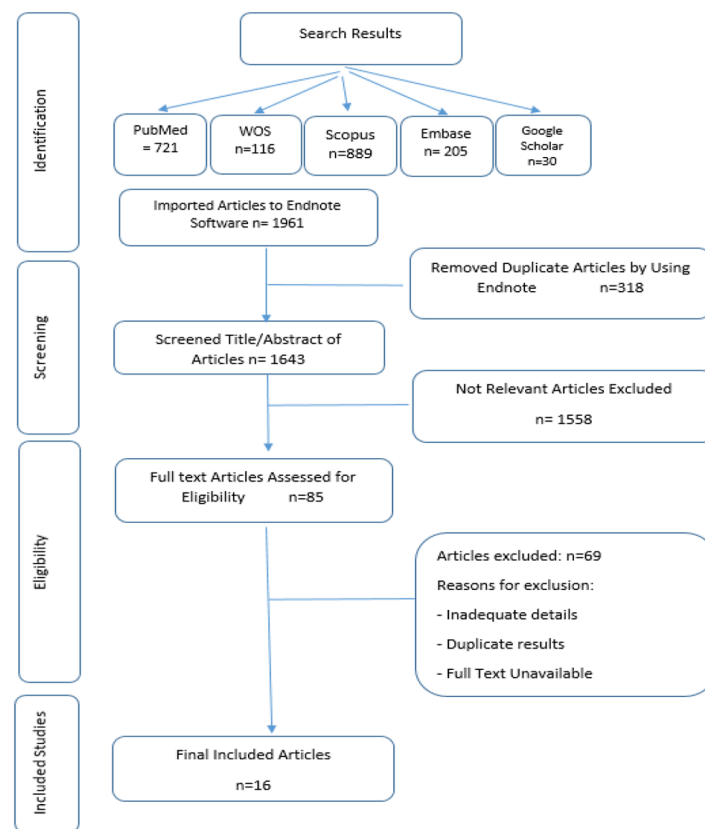 Search Results
Identification
PubMed
= 721
WOS
n=116
Scopus
n=889
Embase
n= 205
Google
Scholar
n=30
Imported Articles to Endnote
Software n= 1961
Removed Duplicate Articles by Using
Endnote n=318
Screening
Screened Title/Abstract of
Articles n= 1643
Not Relevant Articles Excluded
n= 1558
Eligibility
Full text Articles Assessed for
Eligibility n=85
Articles excluded: n=69
Reasons for exclusion:
- Inadequate details
- Duplicate results
- Full Text Unavailable
Included Studies
Final Included Articles
n=16